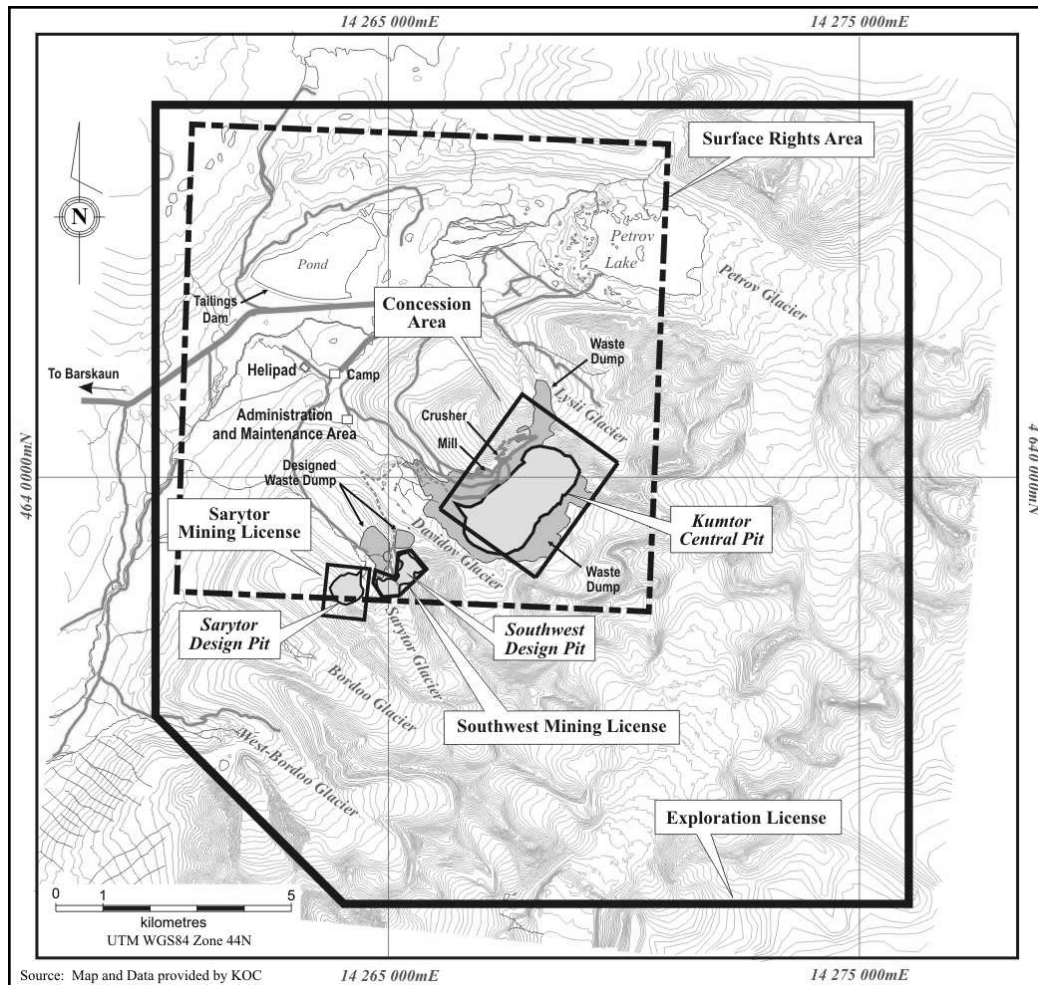 14 265 000mE
14 275 000mE
Surface Rights Area
N
Petrov
Lake
Pond
Petrov Glacier
Tailings
Dam
Concession
Area
Waste
Dump
To Barskaun
Helipad
Camp
Lysii Glacier
Administration
and Maintenance Area
Crusher
Mill
464 000mN
4 640 000mN
Designed
Waste Dump
Sarytor
Mining License
Davidov Glacier
Kumtor
Central Pit
Waste
Dump
Sarytor
Design Pit
Sarytor Glacier
Southwest
Design Pit
Bordoo Glacier
Southwest Mining License
West-Bordoo Glacier
Exploration License
0 1 5
kilometres
UTM WGS84 Zone 44N
Source: Map and Data provided by KOC
14 265 000mE
14 275 000mE